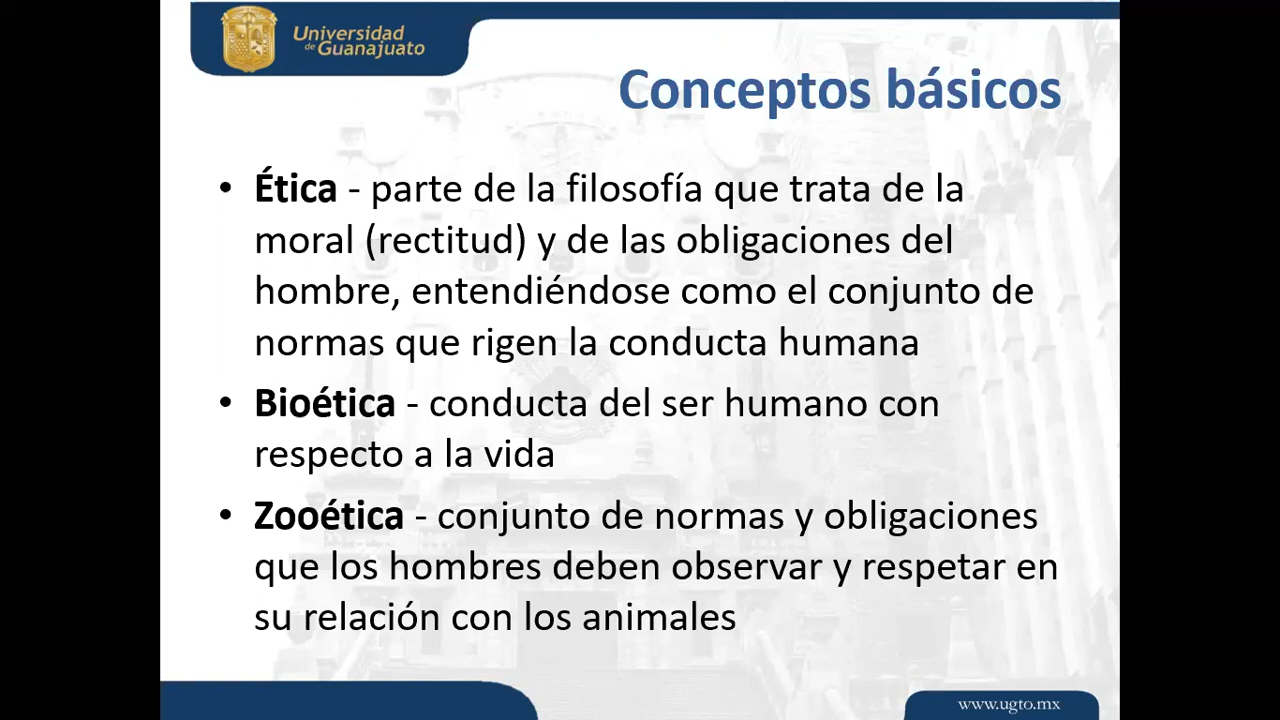 Universidad
de Guanajuato
Conceptos básicos
• Ética - parte de la filosofía que trata de la
moral (rectitud) y de las obligaciones del
hombre, entendiéndose como el conjunto de
normas que rigen la conducta humana
• Bioética - conducta del ser humano con
respecto a la vida
• Zooética - conjunto de normas y obligaciones
que los hombres deben observar y respetar en
su relación con los animales
www.ugto.mx